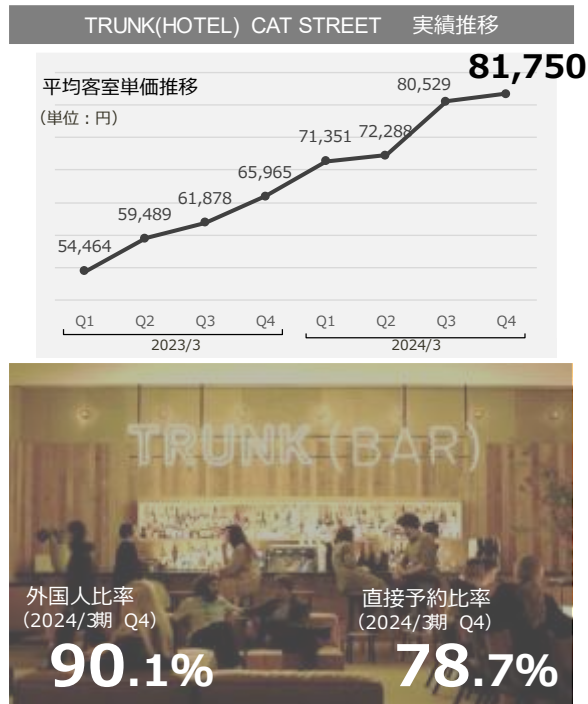 TRUNK(HOTEL) CAT STREET 実績推移
平均客室単価推移
（単位：円）
54,464
59,489
61,878
65,965
71,351
72,288
80,529
81,750
Q1 Q2 Q3 Q4 Q1 Q2 Q3 Q4
2023/3 2024/3
TRUNK (BAR)
外国人比率 直接予約比率
（2024/3期 Q4） （2024/3期 Q4）
90.1% 78.7%